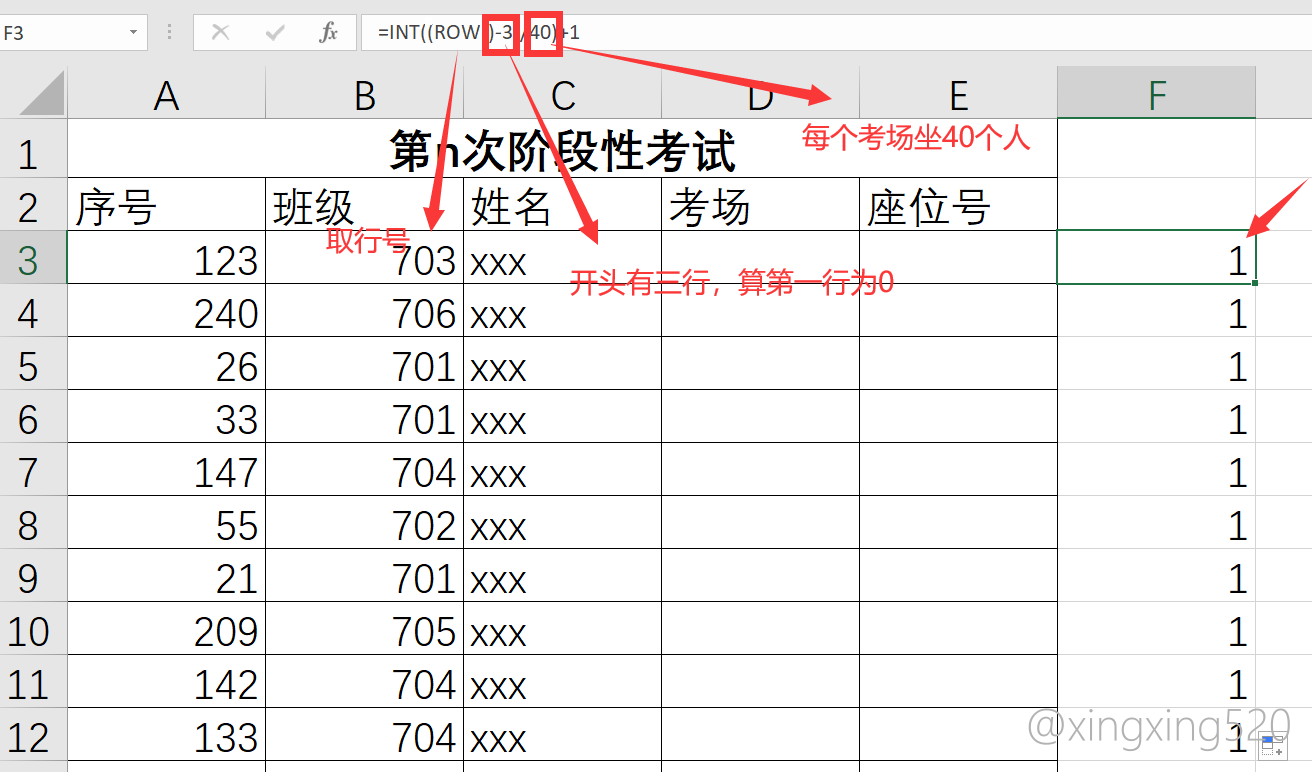 F3 fx =INT((ROW()-3)/40)+1
A B C D E F
1 第n次阶段性考试 每个考场坐40个人
2 序号 班级 姓名 考场 座位号
取行号
3 123 703 xxx 1
开头有三行，算第一行为0
4 240 706 xxx 1
5 26 701 xxx 1
6 33 701 xxx 1
7 147 704 xxx 1
8 55 702 xxx 1
9 21 701 xxx 1
10 209 705 xxx 1
11 142 704 xxx 1
12 133 704 xxx 1
@xingxing520